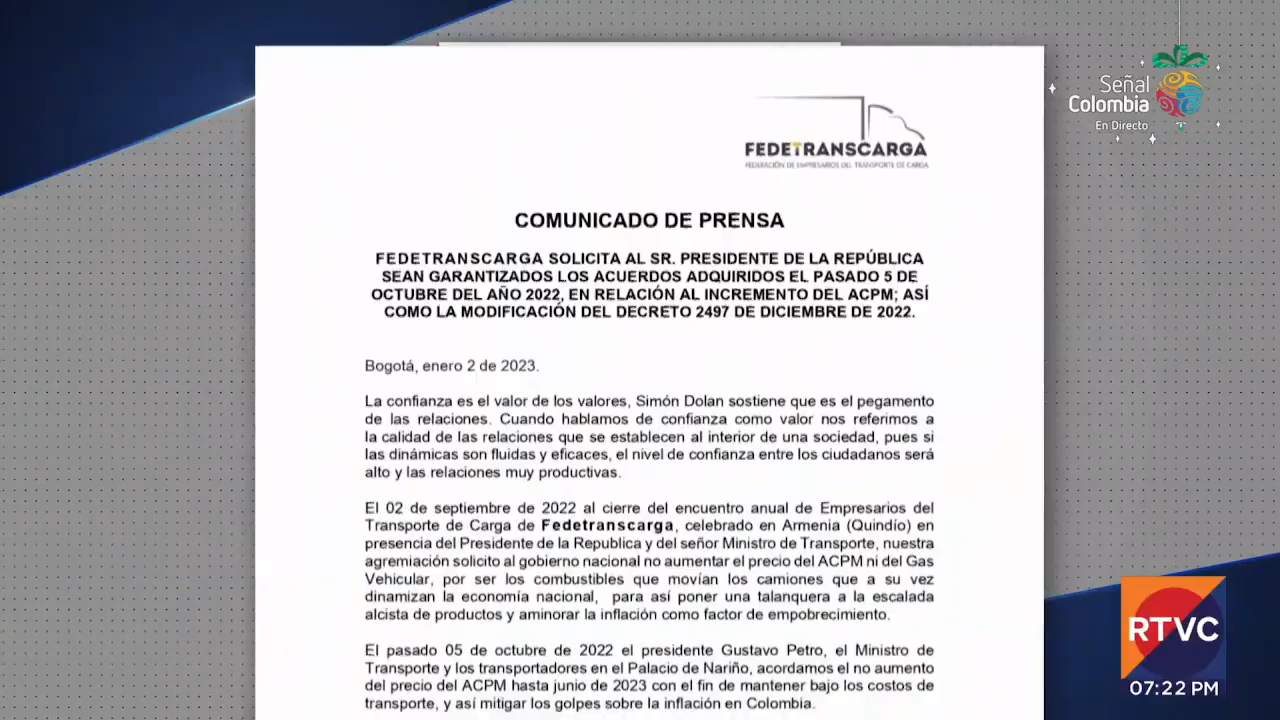 Señal
Colombia
En Directo
FEDETRANSCARGA
FEDERACIÓN DE EMPRESARIOS DEL TRANSPORTE DE CARGA
COMUNICADO DE PRENSA
FEDETRANSCARGA SOLICITA AL SR. PRESIDENTE DE LA REPÚBLICA
SEAN GARANTIZADOS LOS ACUERDOS ADQUIRIDOS EL PASADO 5 DE
OCTUBRE DEL AÑO 2022, EN RELACIÓN AL INCREMENTO DEL ACPM; ASÍ
COMO LA MODIFICACIÓN DEL DECRETO 2497 DE DICIEMBRE DE 2022.
Bogotá, enero 2 de 2023.
La confianza es el valor de los valores, Simón Dolan sostiene que es el pegamento
de las relaciones. Cuando hablamos de confianza como valor nos referimos a
la calidad de las relaciones que se establecen al interior de una sociedad, pues si
las dinámicas son fluidas y eficaces, el nivel de confianza entre los ciudadanos será
alto y las relaciones muy productivas.
El 02 de septiembre de 2022 al cierre del encuentro anual de Empresarios del
Transporte de Carga de Fedetranscarga, celebrado en Armenia (Quindío) en
presencia del Presidente de la Republica y del señor Ministro de Transporte, nuestra
agremiación solicito al gobierno nacional no aumentar el precio del ACPM ni del Gas
Vehicular, por ser los combustibles que movían los camiones que a su vez
dinamizan la economía nacional, para así poner una talanquera a la escalada
alcista de productos y aminorar la inflación como factor de empobrecimiento.
El pasado 05 de octubre de 2022 el presidente Gustavo Petro, el Ministro de
Transporte y los transportadores en el Palacio de Nariño, acordamos el no aumento
del precio del ACPM hasta junio de 2023 con el fin de mantener bajo los costos de
transporte, y así mitigar los golpes sobre la inflación en Colombia.
RTVC
07:22 PM